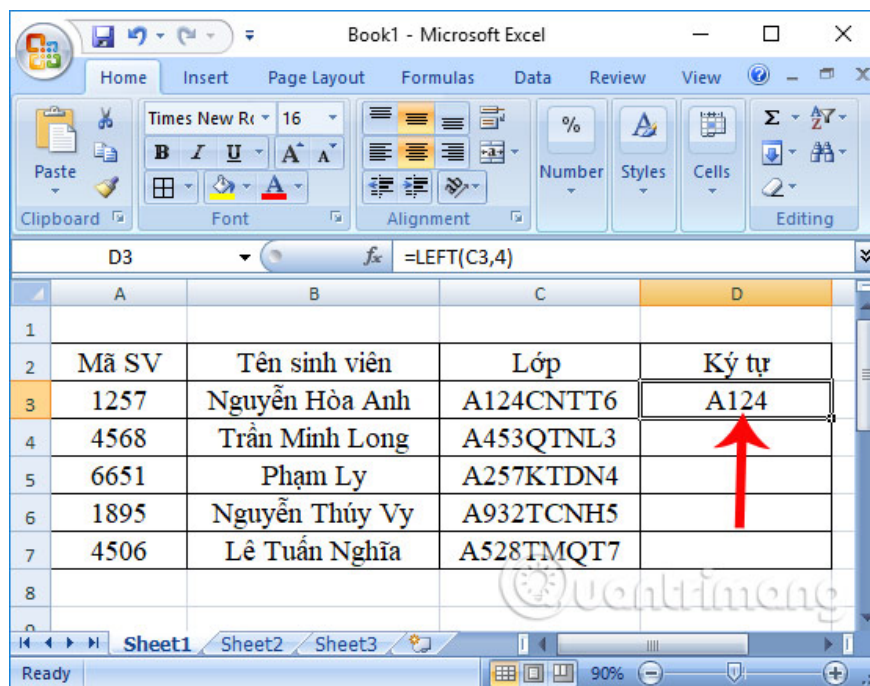 Book1 - Microsoft Excel
Home Insert Page Layout Formulas Data Review View
Times New Ro 16
Paste B I U A A % Number Styles Cells Σ
Clipboard Font Alignment Editing
D3 fx =LEFT(C3,4)
A B C D
1
2 Mã SV Tên sinh viên Lớp Ký tự
3 1257 Nguyễn Hòa Anh A124CNTT6 A124
4 4568 Trần Minh Long A453QTNL3
5 6651 Phạm Ly A257KTDN4
6 1895 Nguyễn Thúy Vy A932TCNH5
7 4506 Lê Tuấn Nghĩa A528TMQT7
8
Quantrimang
Sheet1 Sheet2 Sheet3
Ready 90%